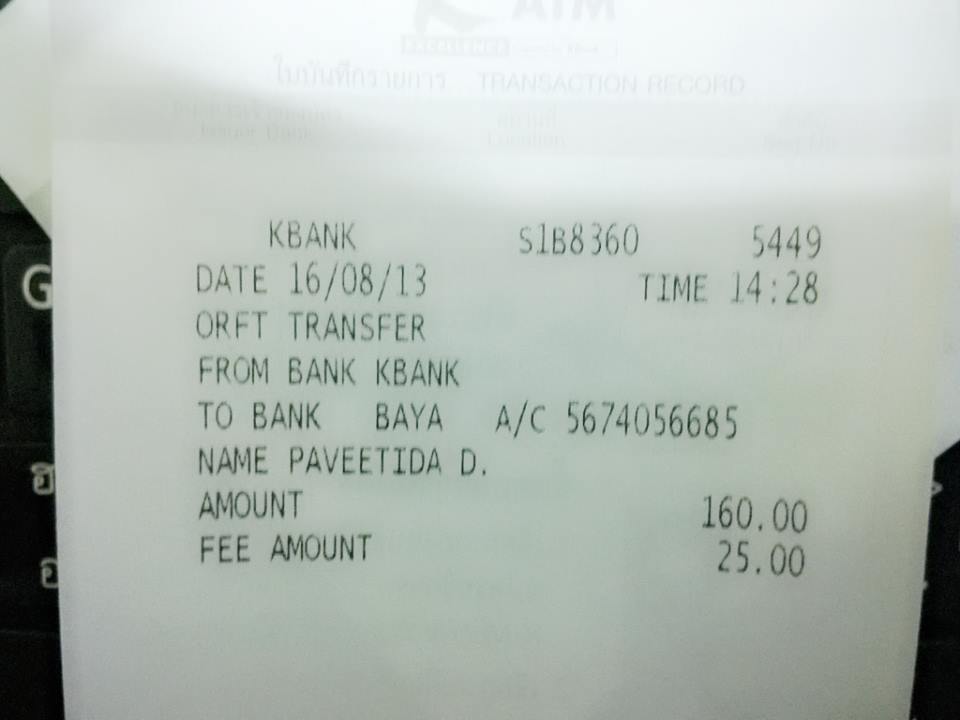 ATM
ใบบันทึกรายการ TRANSACTION RECORD
Location
KBANK S1B8360 5449
DATE 16/08/13 TIME 14:28
ORFT TRANSFER
FROM BANK KBANK
TO BANK BAYA A/C 5674056685
NAME PAVEETIDA D.
AMOUNT 160.00
FEE AMOUNT 25.00
G